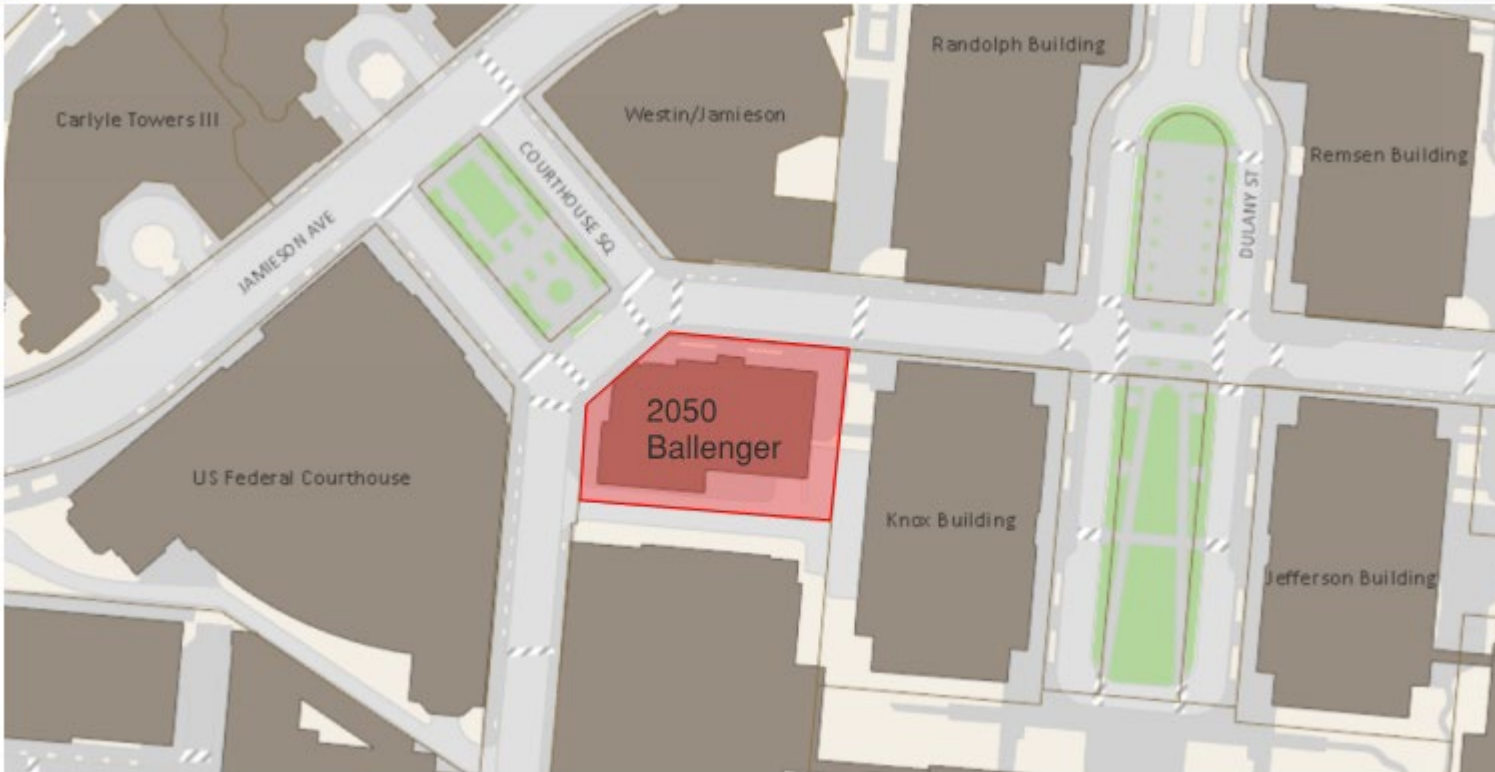 Randolph Building
Carlyle Towers III
Westin/Jamieson
COURTHOUSE SQ
Remsen Building
DULANY ST
JAMIESON AVE
2050
Ballenger
US Federal Courthouse
Knox Building
Jefferson Building